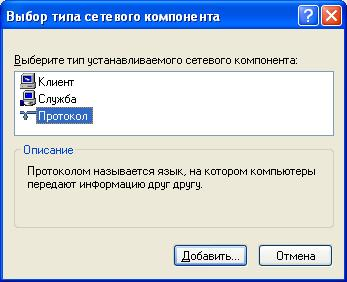 Выбор типа сетевого компонента
Выберите тип устанавливаемого сетевого компонента:
Клиент
Служба
Протокол
Описание
Протоколом называется язык, на котором компьютеры
передают информацию друг другу.
Добавить...
Отмена